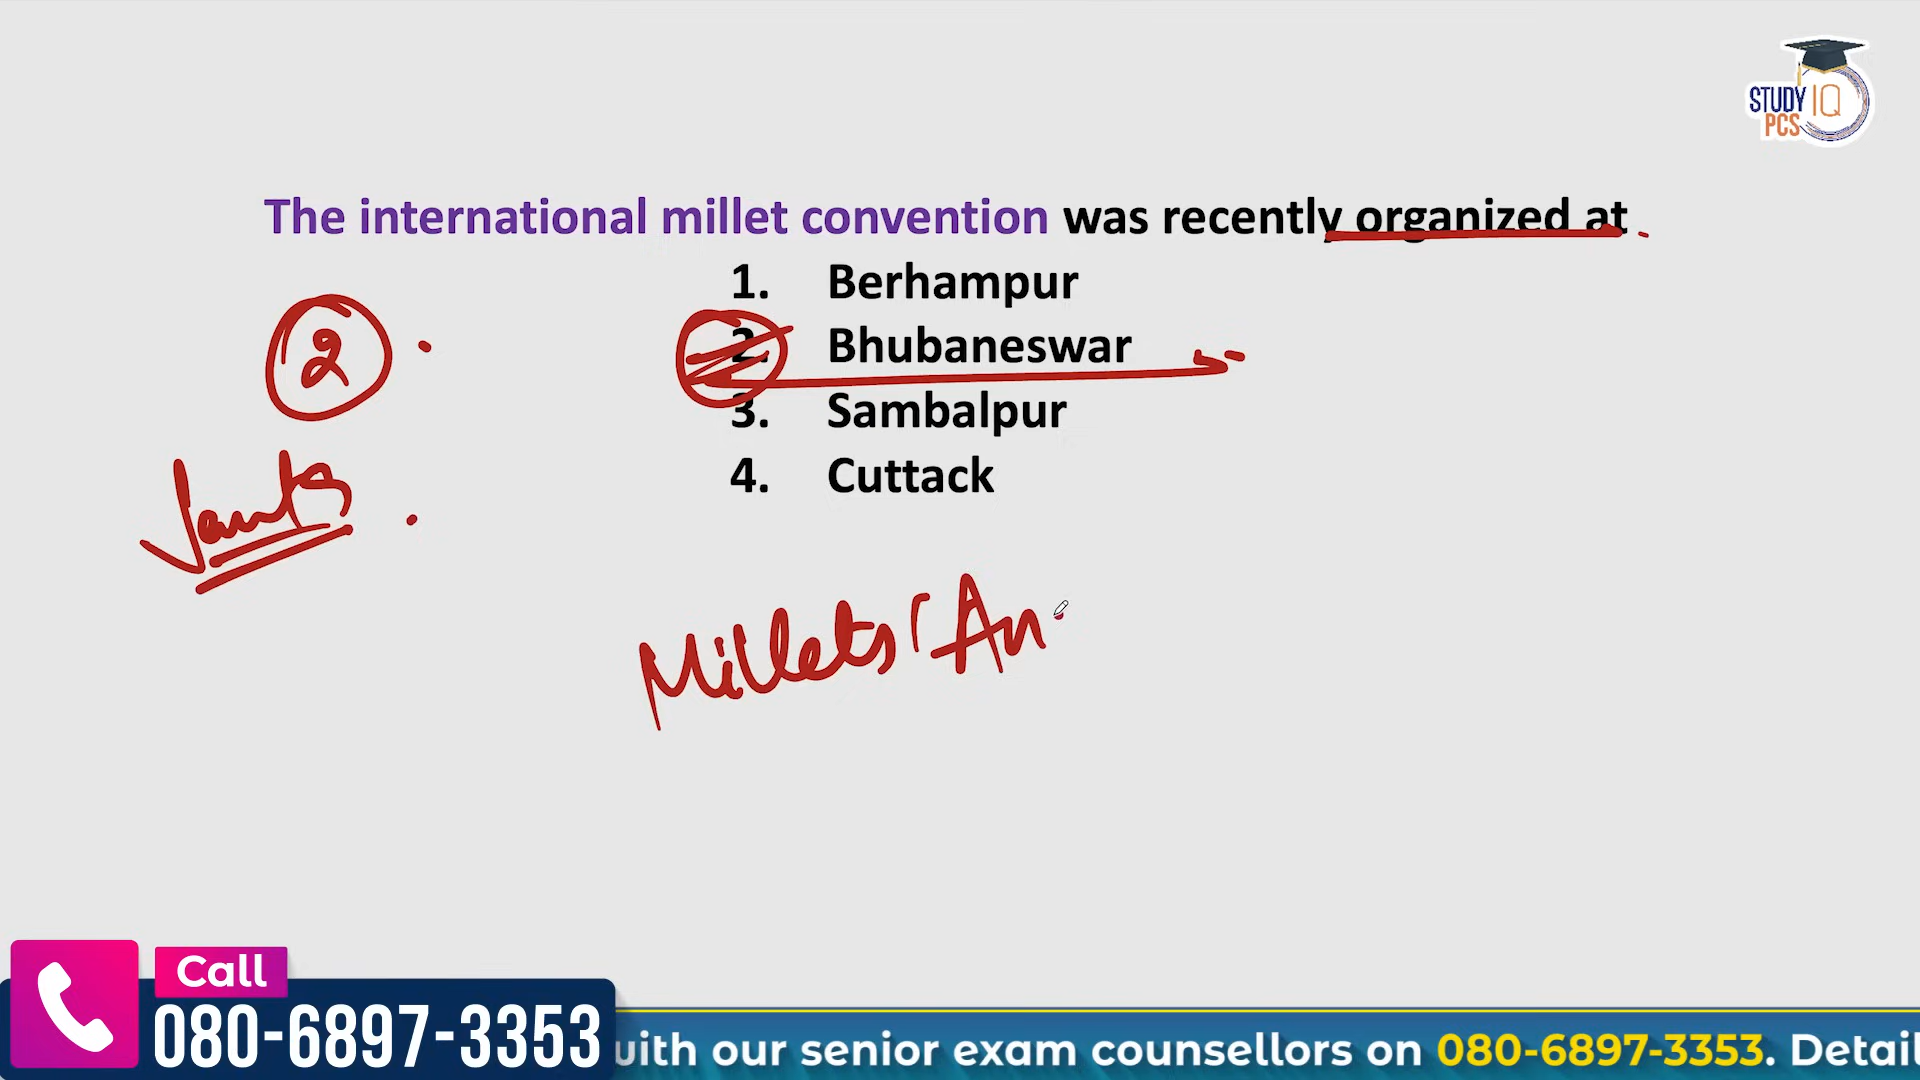 STUDY IQ
PCS
The international millet convention was recently organized at
1. Berhampur
2. Bhubaneswar
3. Sambalpur
4. Cuttack
2
Millets (An
Call
080-6897-3353
with our senior exam counsellors on 080-6897-3353. Detail